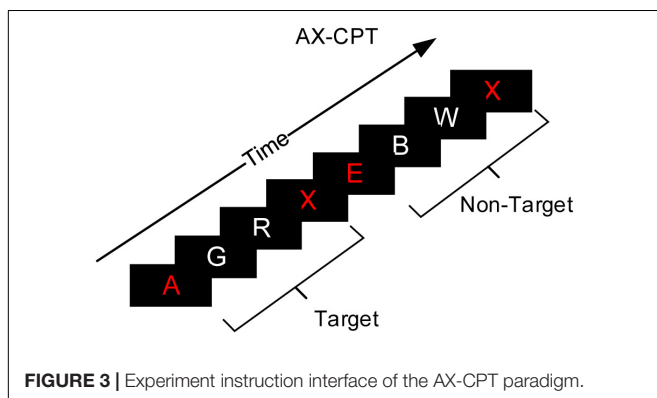 AX-CPT
Time
A
G
R
X
E
B
W
X
Target
Non-Target
FIGURE 3 | Experiment instruction interface of the AX-CPT paradigm.